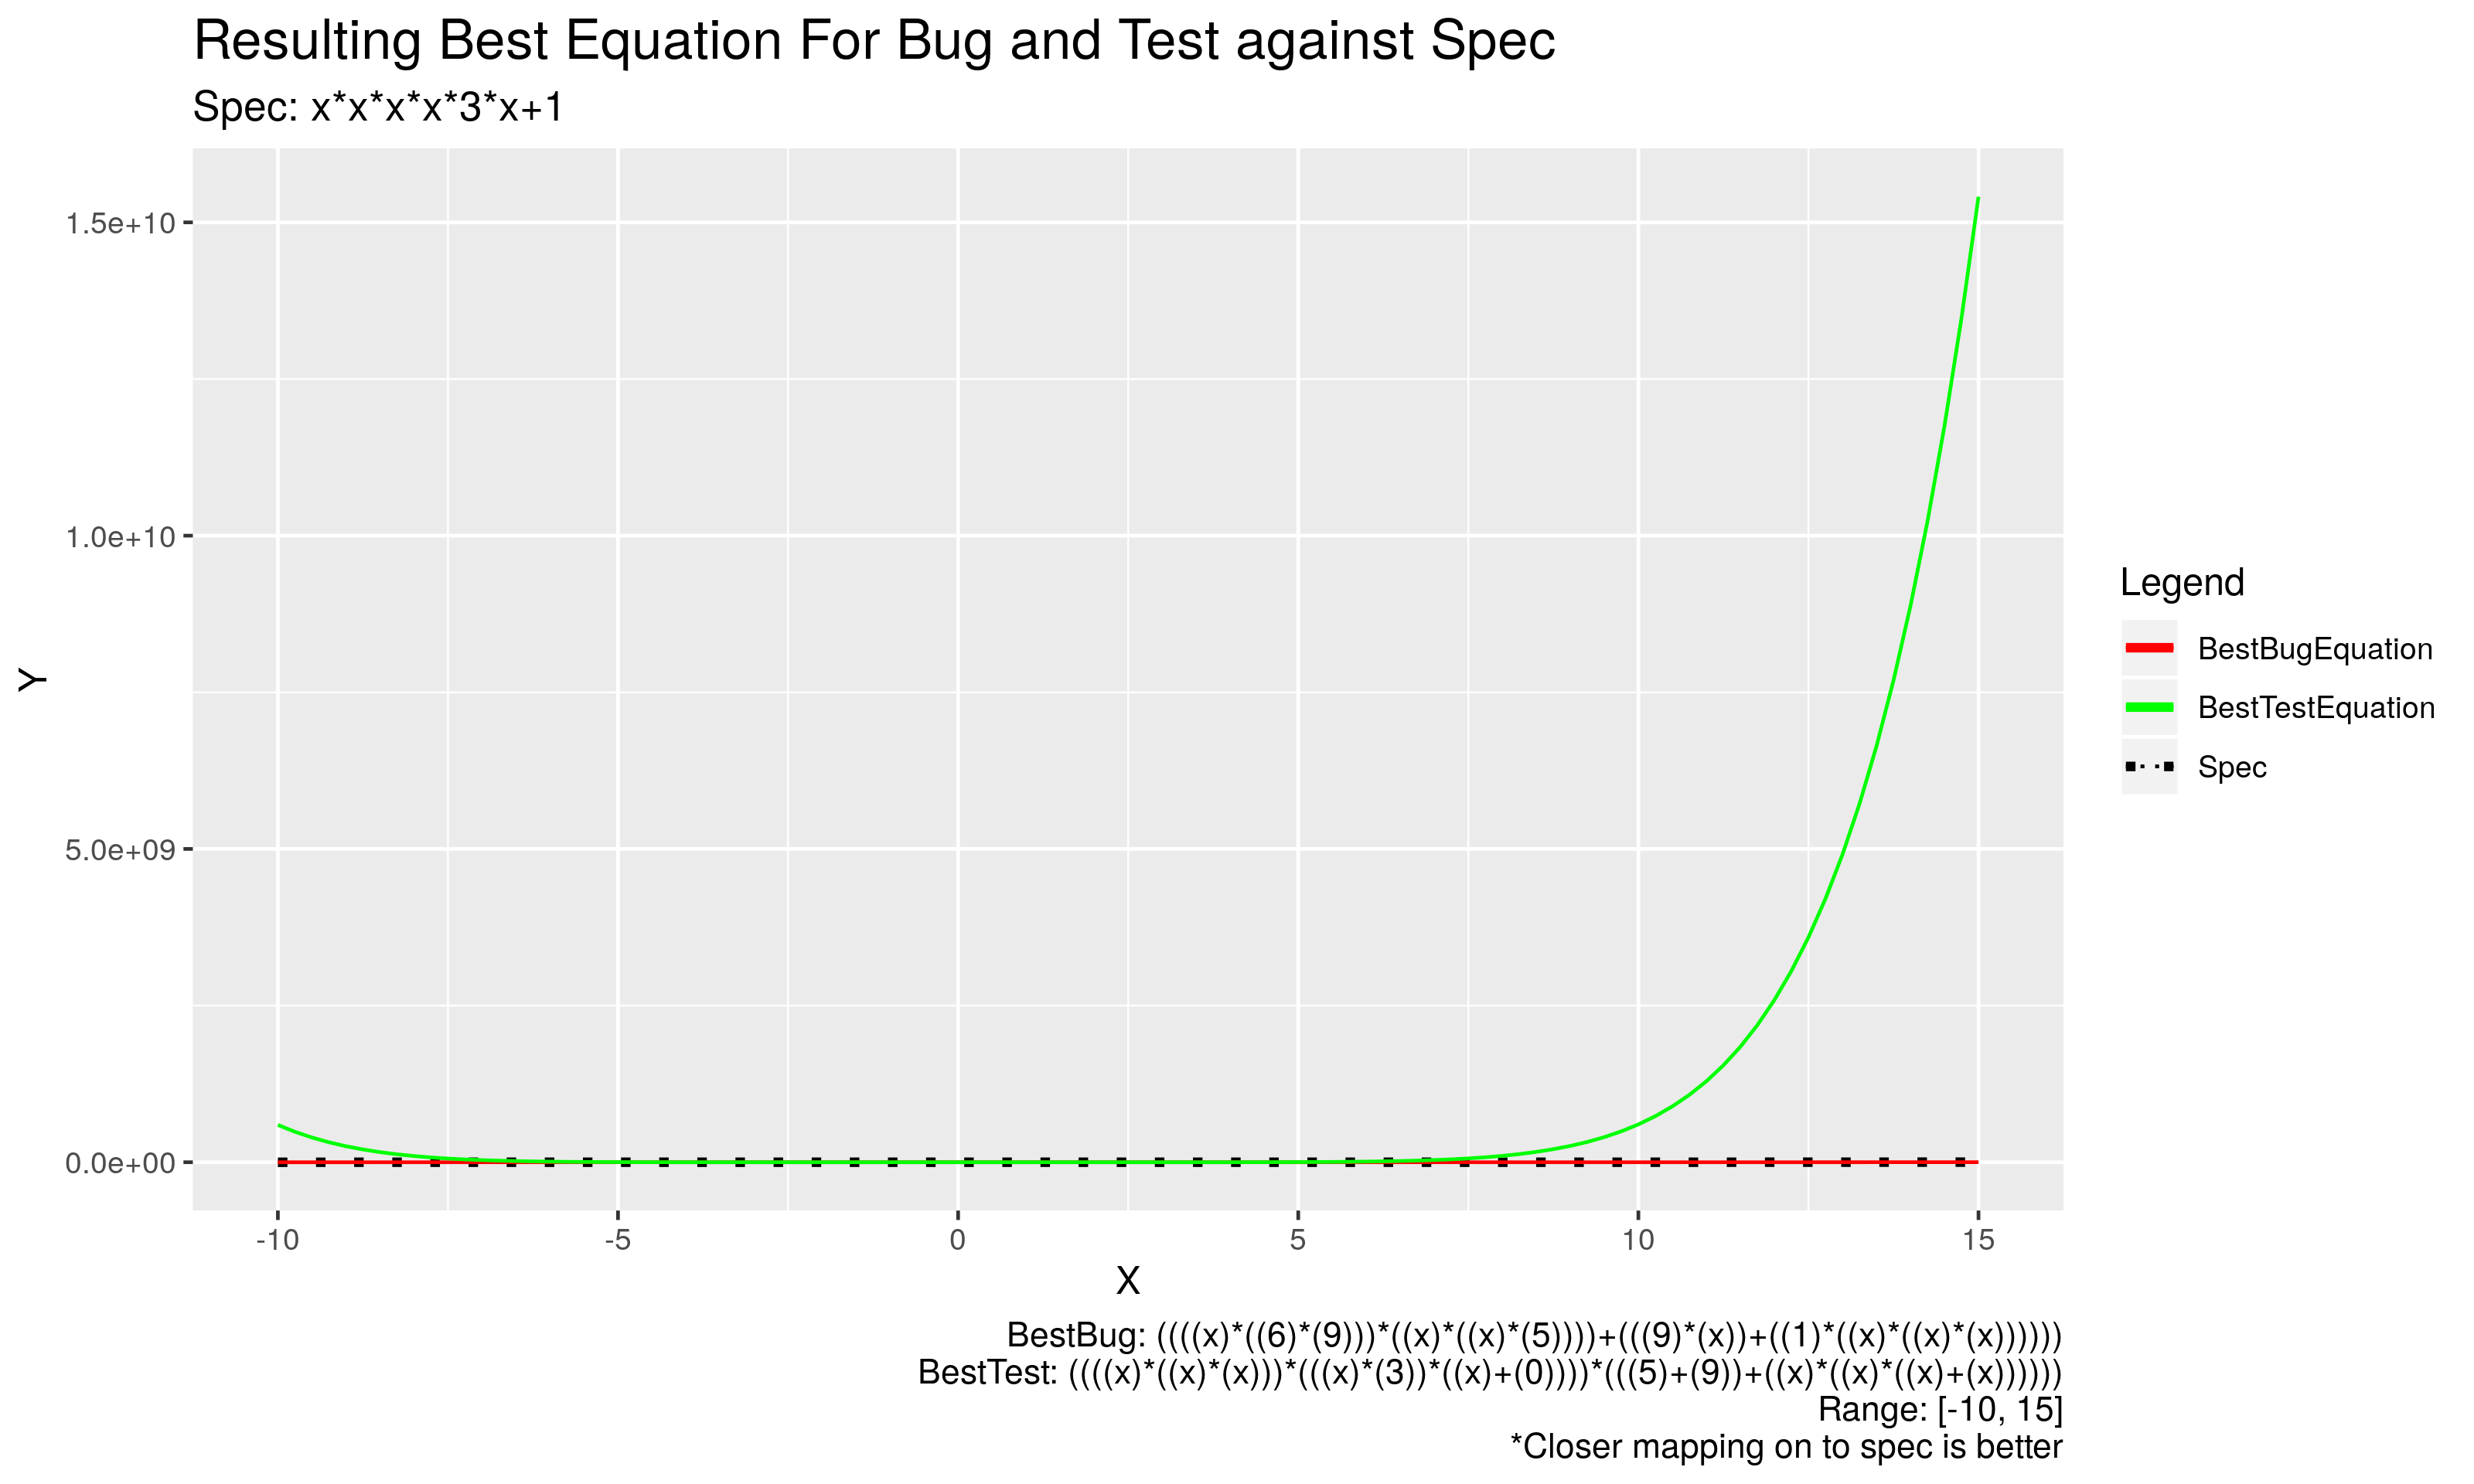 Resulting Best Equation For Bug and Test against Spec
Spec: x*x*x*x*3*x+1
1.5e+10
1.0e+10
5.0e+09
0.0e+00
Y
-10
-5
0
5
10
15
X
Legend
BestBugEquation
BestTestEquation
Spec
BestBug: ((((x)*((6)*(9)))*((x)*((x)*(5))))+(((9)*(x))+((1)*((x)*((x)*(x))))))
BestTest: ((((x)*((x)*(x)))*(((x)*(3))*((x)+(0))))*(((5)+(9))+((x)*((x)*((x)+(x))))))
Range: [-10, 15]
*Closer mapping on to spec is better